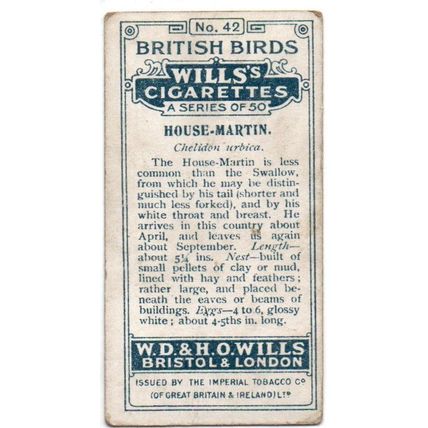 No. 42
BRITISH BIRDS
WILLS'S
CIGARETTES
A SERIES OF 50
HOUSE-MARTIN.
Chelidon urbica.
The House-Martin is less
common than the Swallow,
from which he may be distin-
guished by his tail (shorter and
much less forked), and by his
white throat and breast. He
arrives in this country about
April, and leaves us again
about September. Length—
about 5¼ ins. Nest—built of
small pellets of clay or mud,
lined with hay and feathers;
rather large, and placed be-
neath the eaves or beams of
buildings. Eggs—4 to 6, glossy
white; about 4-5ths in. long.
W.D. & H.O. WILLS
BRISTOL & LONDON
ISSUED BY THE IMPERIAL TOBACCO Co
(OF GREAT BRITAIN & IRELAND) LTD